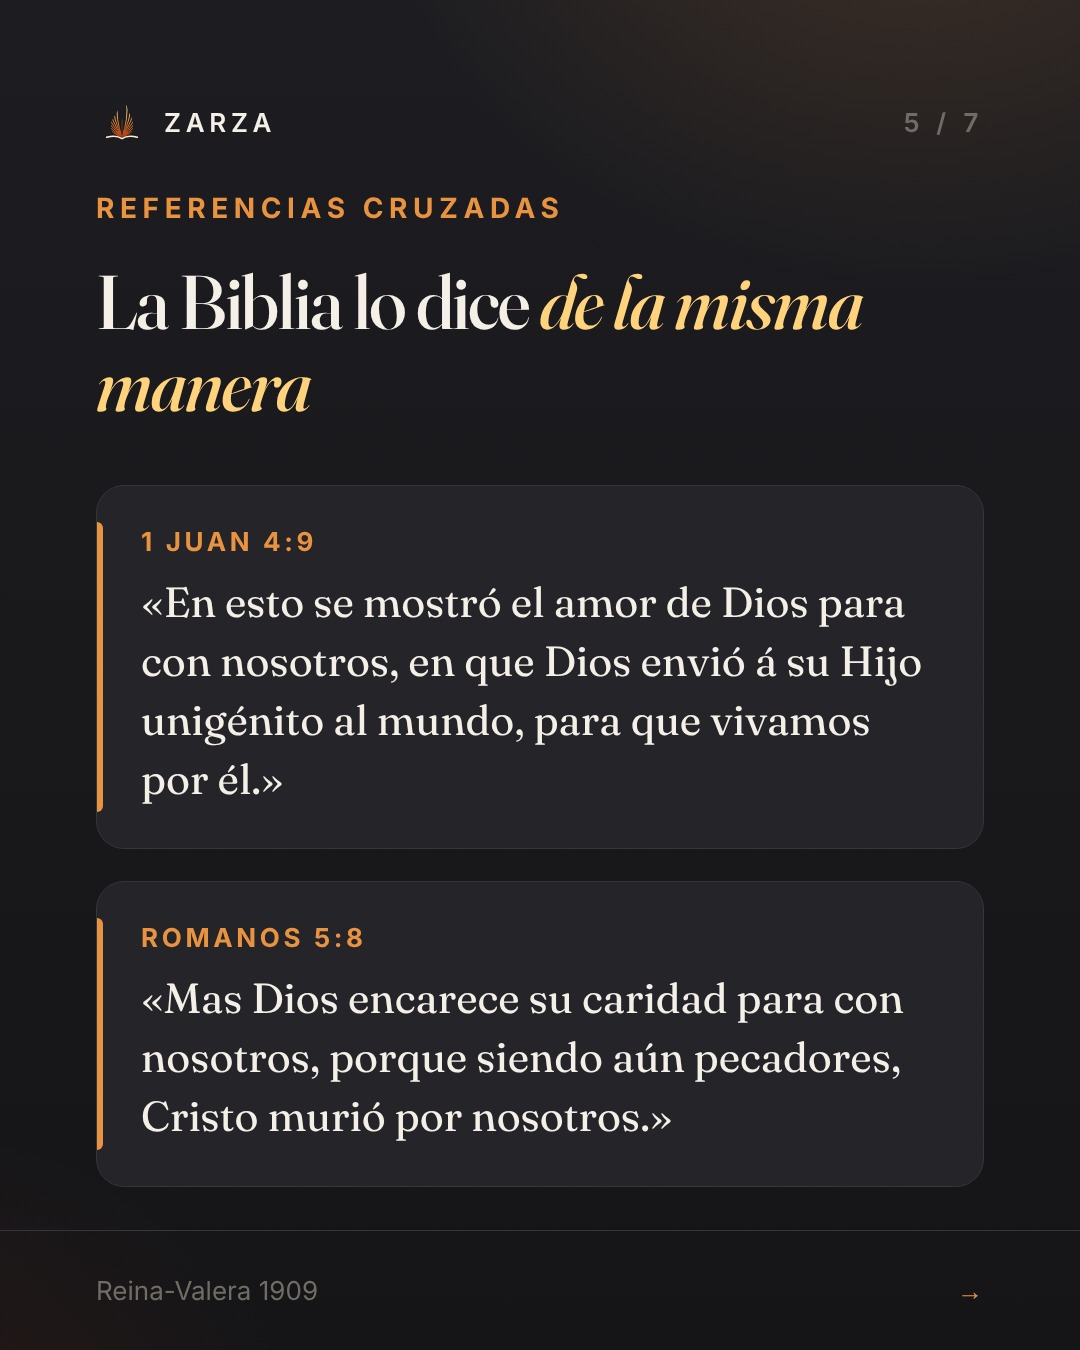 ZARZA
5 / 7
REFERENCIAS CRUZADAS
La Biblia lo dice de la misma
manera
1 JUAN 4:9
«En esto se mostró el amor de Dios para
con nosotros, en que Dios envió á su Hijo
unigénito al mundo, para que vivamos
por él.»
ROMANOS 5:8
«Mas Dios encarece su caridad para con
nosotros, porque siendo aún pecadores,
Cristo murió por nosotros.»
Reina-Valera 1909
→